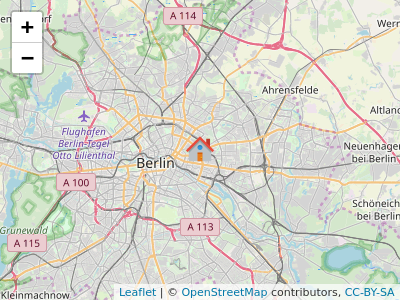 +
−
A 114
dorf
Wern
Ahrensfelde
Altland
Flughafen
Berlin-Tegel
Otto Lilienthal
Neuenhagen
bei Berlin
Berlin
A 100
Schöneich
bei Berlin
Grunewald
A 113
A 115
Kleinmachnow
Leaflet | © OpenStreetMap contributors, CC-BY-SA